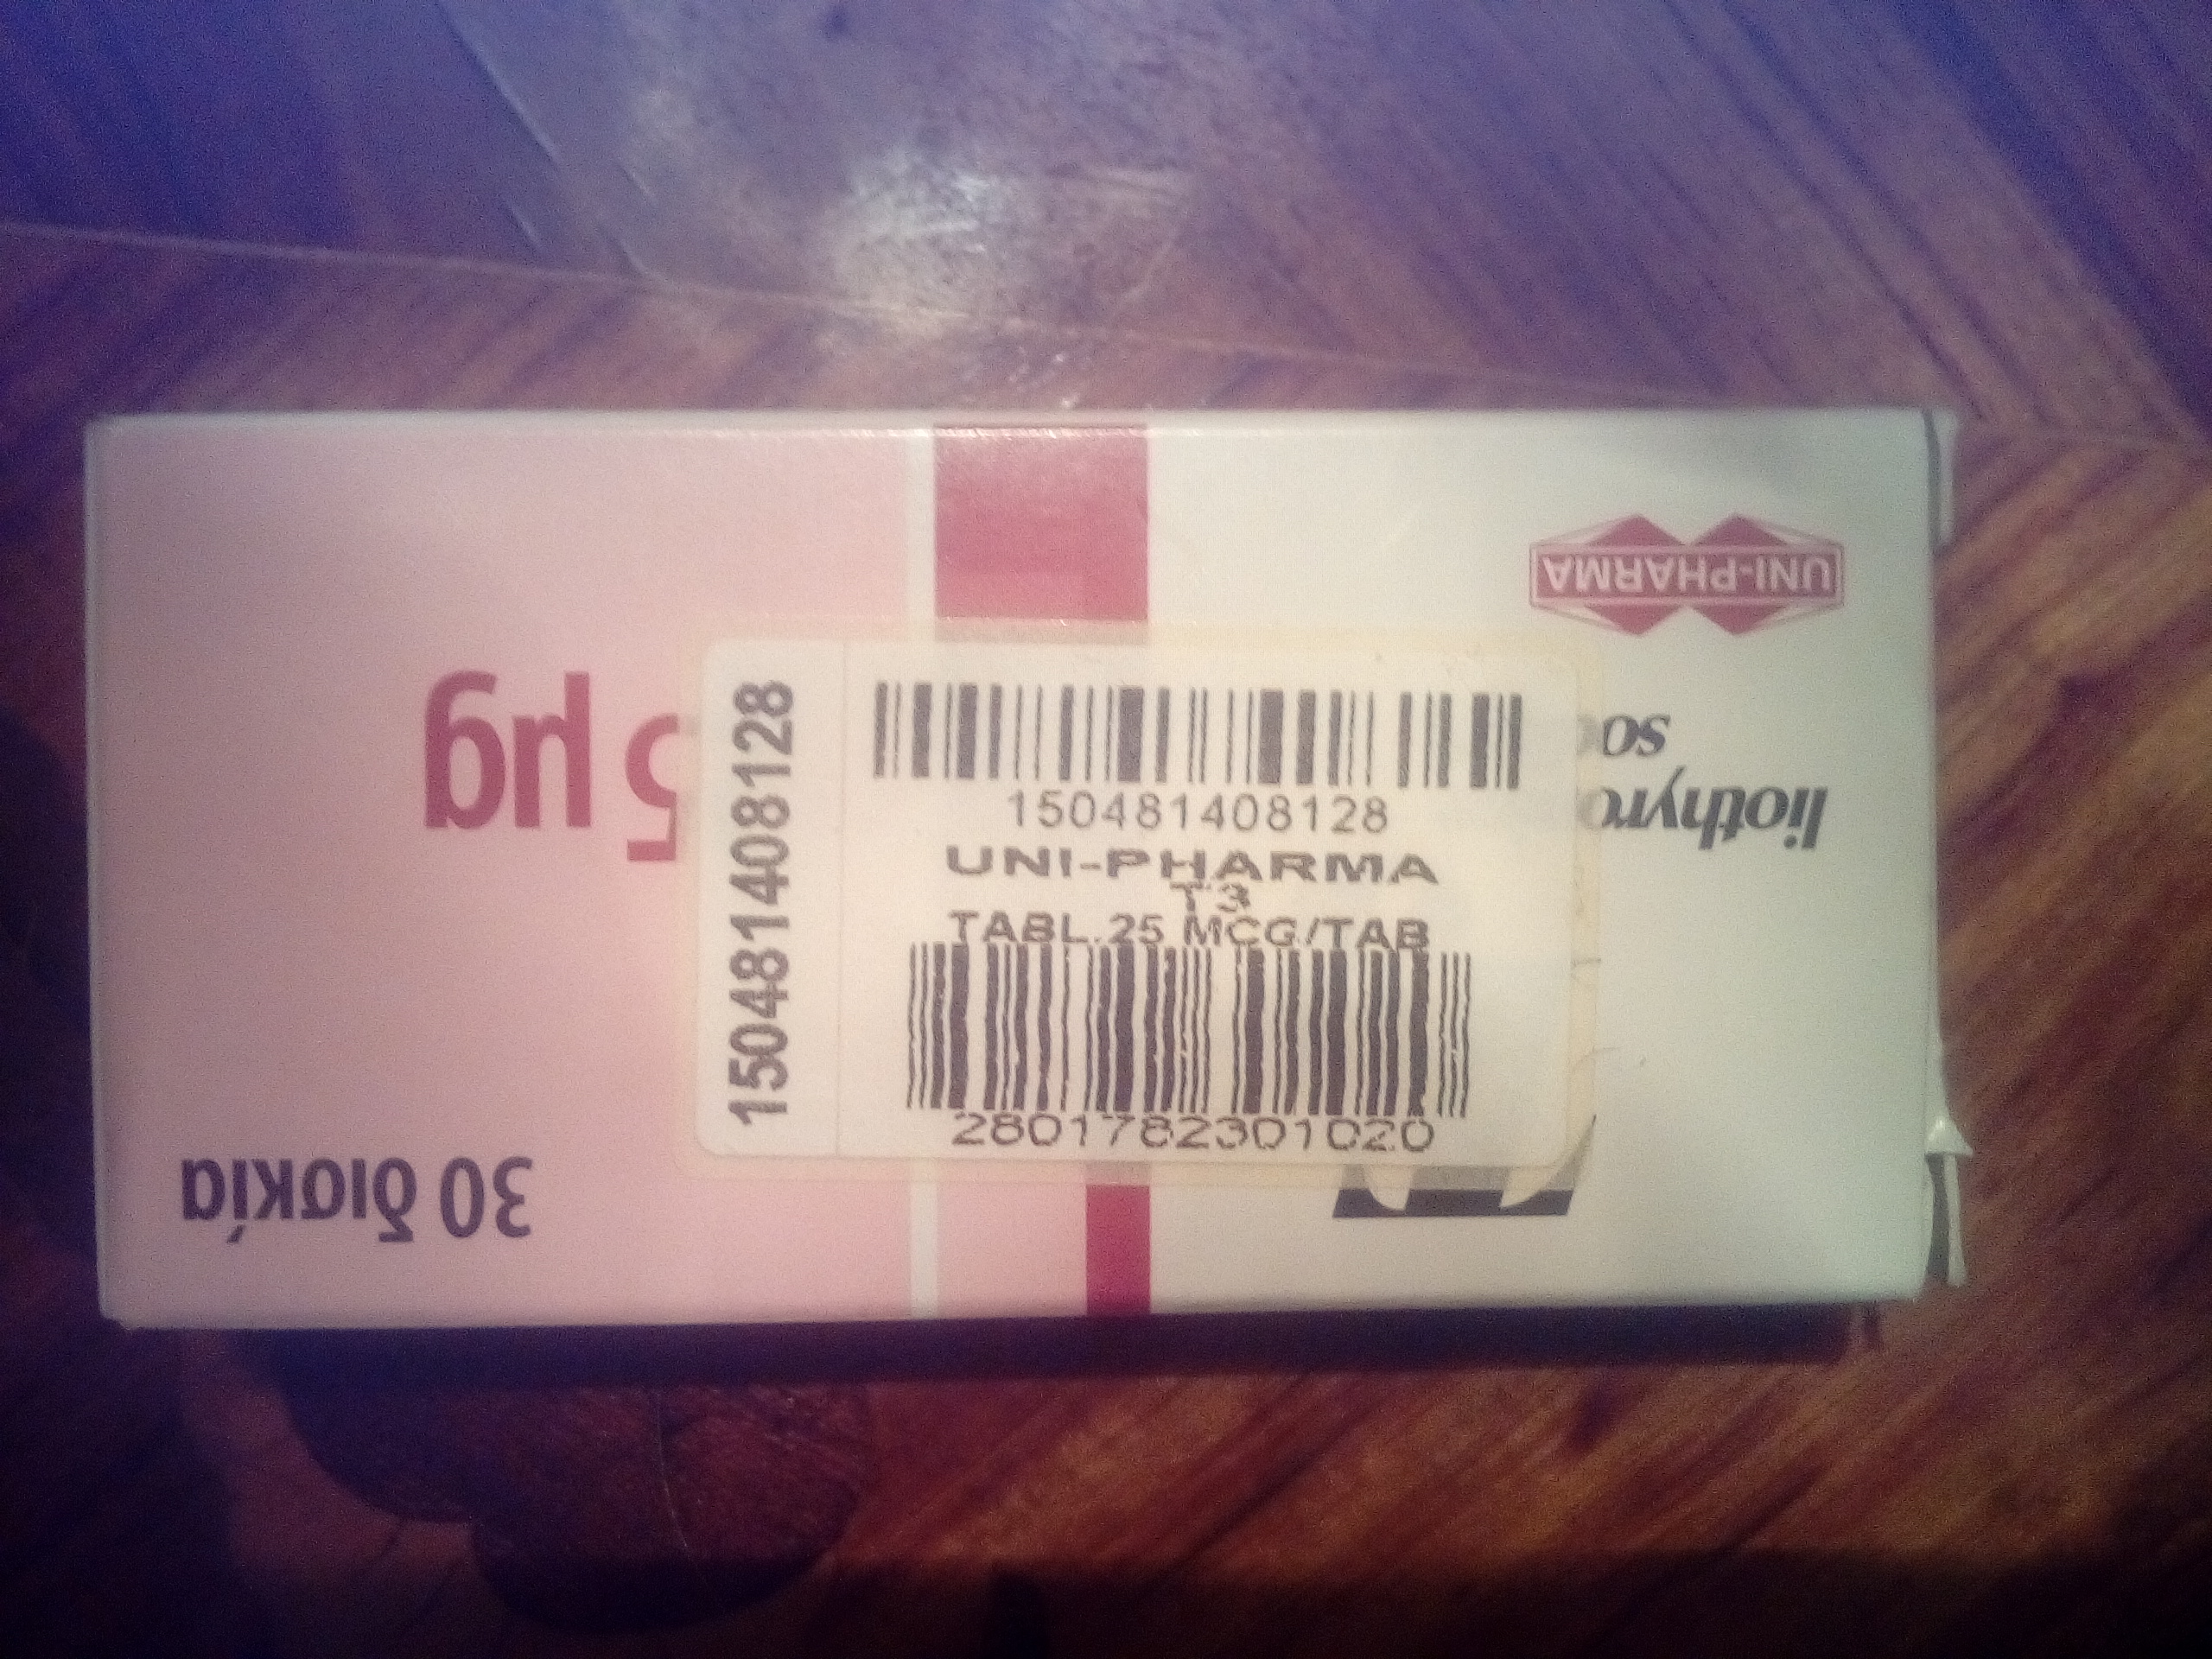 150481408128
150481408128
UNI-PHARMA
T3
TABL.25 MCG/TAB
2801782301020
UNI-PHARMA
liothyro
so
5 μg
30 δισκία